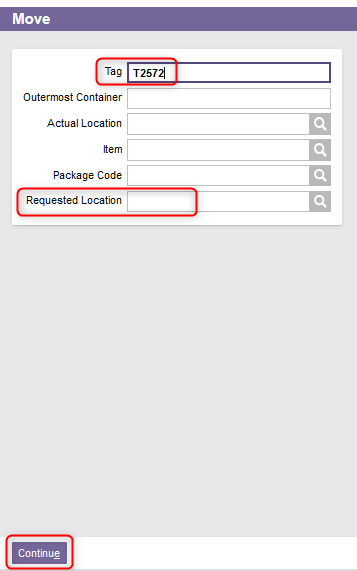 Move
Tag T2572
Outermost Container
Actual Location
Item
Package Code
Requested Location
Continue